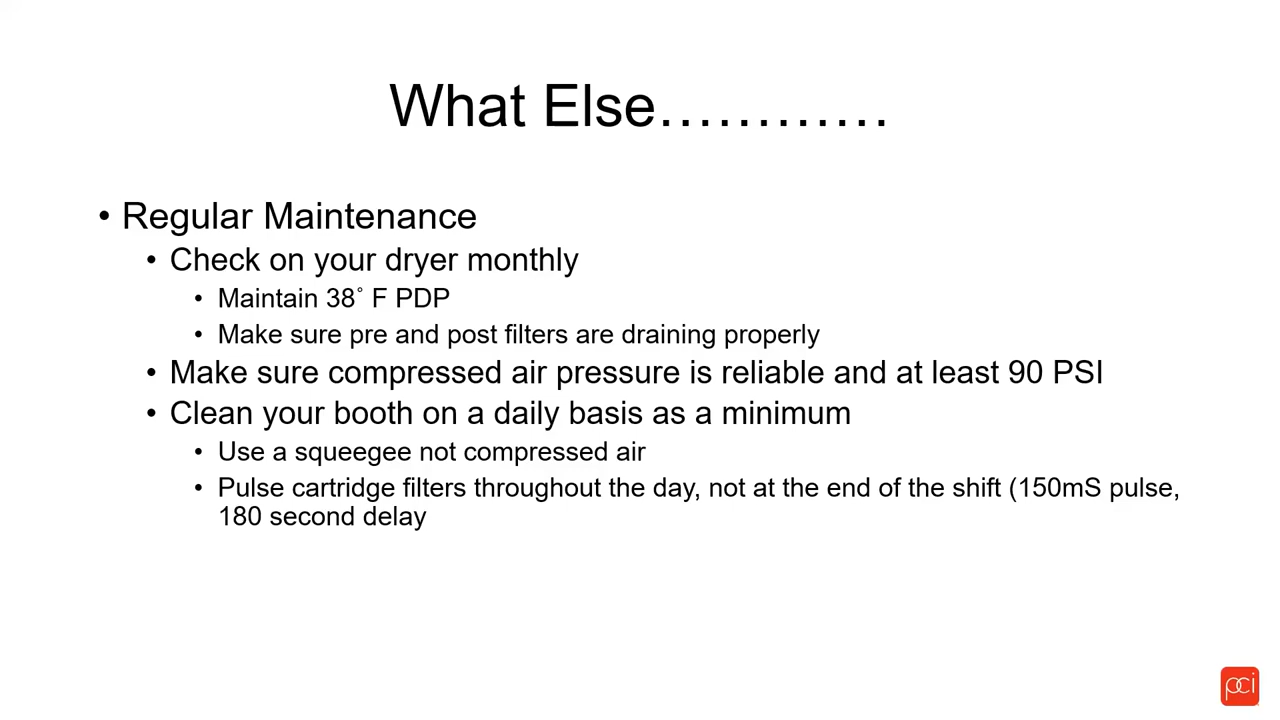 What Else…………
• Regular Maintenance
• Check on your dryer monthly
• Maintain 38˚ F PDP
• Make sure pre and post filters are draining properly
• Make sure compressed air pressure is reliable and at least 90 PSI
• Clean your booth on a daily basis as a minimum
• Use a squeegee not compressed air
• Pulse cartridge filters throughout the day, not at the end of the shift (150mS pulse,
180 second delay
pci